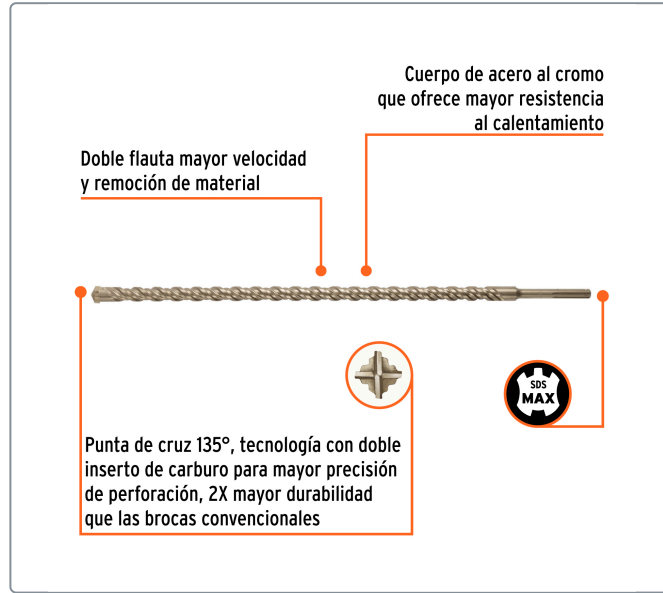 Cuerpo de acero al cromo
que ofrece mayor resistencia
al calentamiento
Doble flauta mayor velocidad
y remoción de material
SDS
MAX
Punta de cruz 135°, tecnología con doble
inserto de carburo para mayor precisión
de perforación, 2X mayor durabilidad
que las brocas convencionales